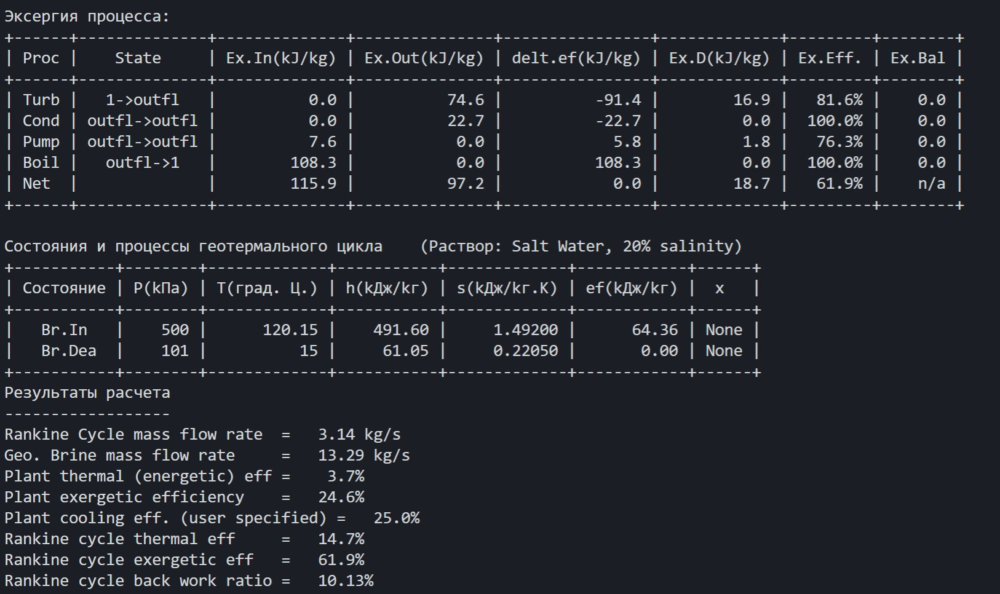 Эксергия процесса:
+------+--------------+--------------+---------------+----------------+-------------+---------+--------+
| Proc |    State     | Ex.In(kJ/kg) | Ex.Out(kJ/kg) | delt.ef(kJ/kg) | Ex.D(kJ/kg) | Ex.Eff. | Ex.Bal |
+------+--------------+--------------+---------------+----------------+-------------+---------+--------+
| Turb |   1->outfl   |          0.0 |          74.6 |          -91.4 |        16.9 |   81.6% |    0.0 |
| Cond | outfl->outfl |          0.0 |          22.7 |          -22.7 |         0.0 |  100.0% |    0.0 |
| Pump | outfl->outfl |          7.6 |           0.0 |            5.8 |         1.8 |   76.3% |    0.0 |
| Boil |   outfl->1   |        108.3 |           0.0 |          108.3 |         0.0 |  100.0% |    0.0 |
| Net  |              |        115.9 |          97.2 |            0.0 |        18.7 |   61.9% |    n/a |
+------+--------------+--------------+---------------+----------------+-------------+---------+--------+
Состояния и процессы геотермального цикла    (Раствор: Salt Water, 20% salinity)
+-----------+--------+-------------+-----------+-------------+------------+------+
| Состояние | P(kПа) | T(град. Ц.) | h(kДж/kг) | s(kДж/kг.K) | ef(kДж/кг) |  x   |
+-----------+--------+-------------+-----------+-------------+------------+------+
|   Br.In   |    500 |      120.15 |    491.60 |     1.49200 |      64.36 | None |
|   Br.Dea  |    101 |          15 |     61.05 |     0.22050 |       0.00 | None |
+-----------+--------+-------------+-----------+-------------+------------+------+
Результаты расчета
------------------
Rankine Cycle mass flow rate  =   3.14 kg/s
Geo. Brine mass flow rate     =   13.29 kg/s
Plant thermal (energetic) eff =    3.7%
Plant exergetic efficiency    =   24.6%
Plant cooling eff. (user specified) =   25.0%
Rankine cycle thermal eff     =   14.7%
Rankine cycle exergetic eff   =   61.9%
Rankine cycle back work ratio =   10.13%